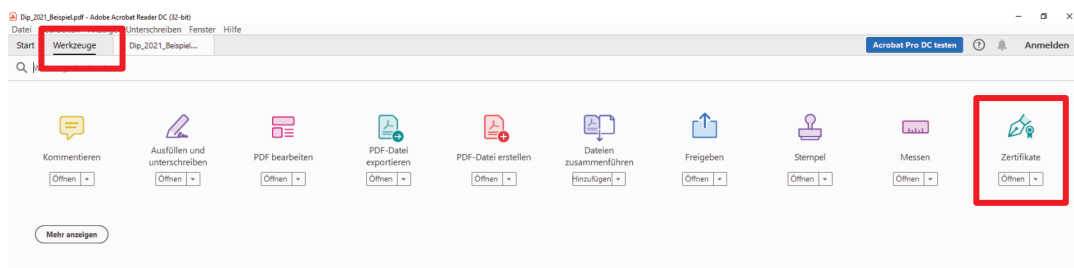 Dip_2021_Beispiel.pdf - Adobe Acrobat Reader DC (32-bit)
Datei Unterschreiben Fenster Hilfe
Start Werkzeuge Dip_2021_Beispiel... Acrobat Pro DC testen ? Anmelden
Kommentieren
Öffnen
Ausfüllen und
unterschreiben
Öffnen
PDF bearbeiten
Öffnen
PDF-Datei
exportieren
Öffnen
PDF-Datei erstellen
Öffnen
Dateien
zusammenführen
Hinzufügen
Freigeben
Öffnen
Stempel
Öffnen
Messen
Öffnen
Zertifikate
Öffnen
Mehr anzeigen